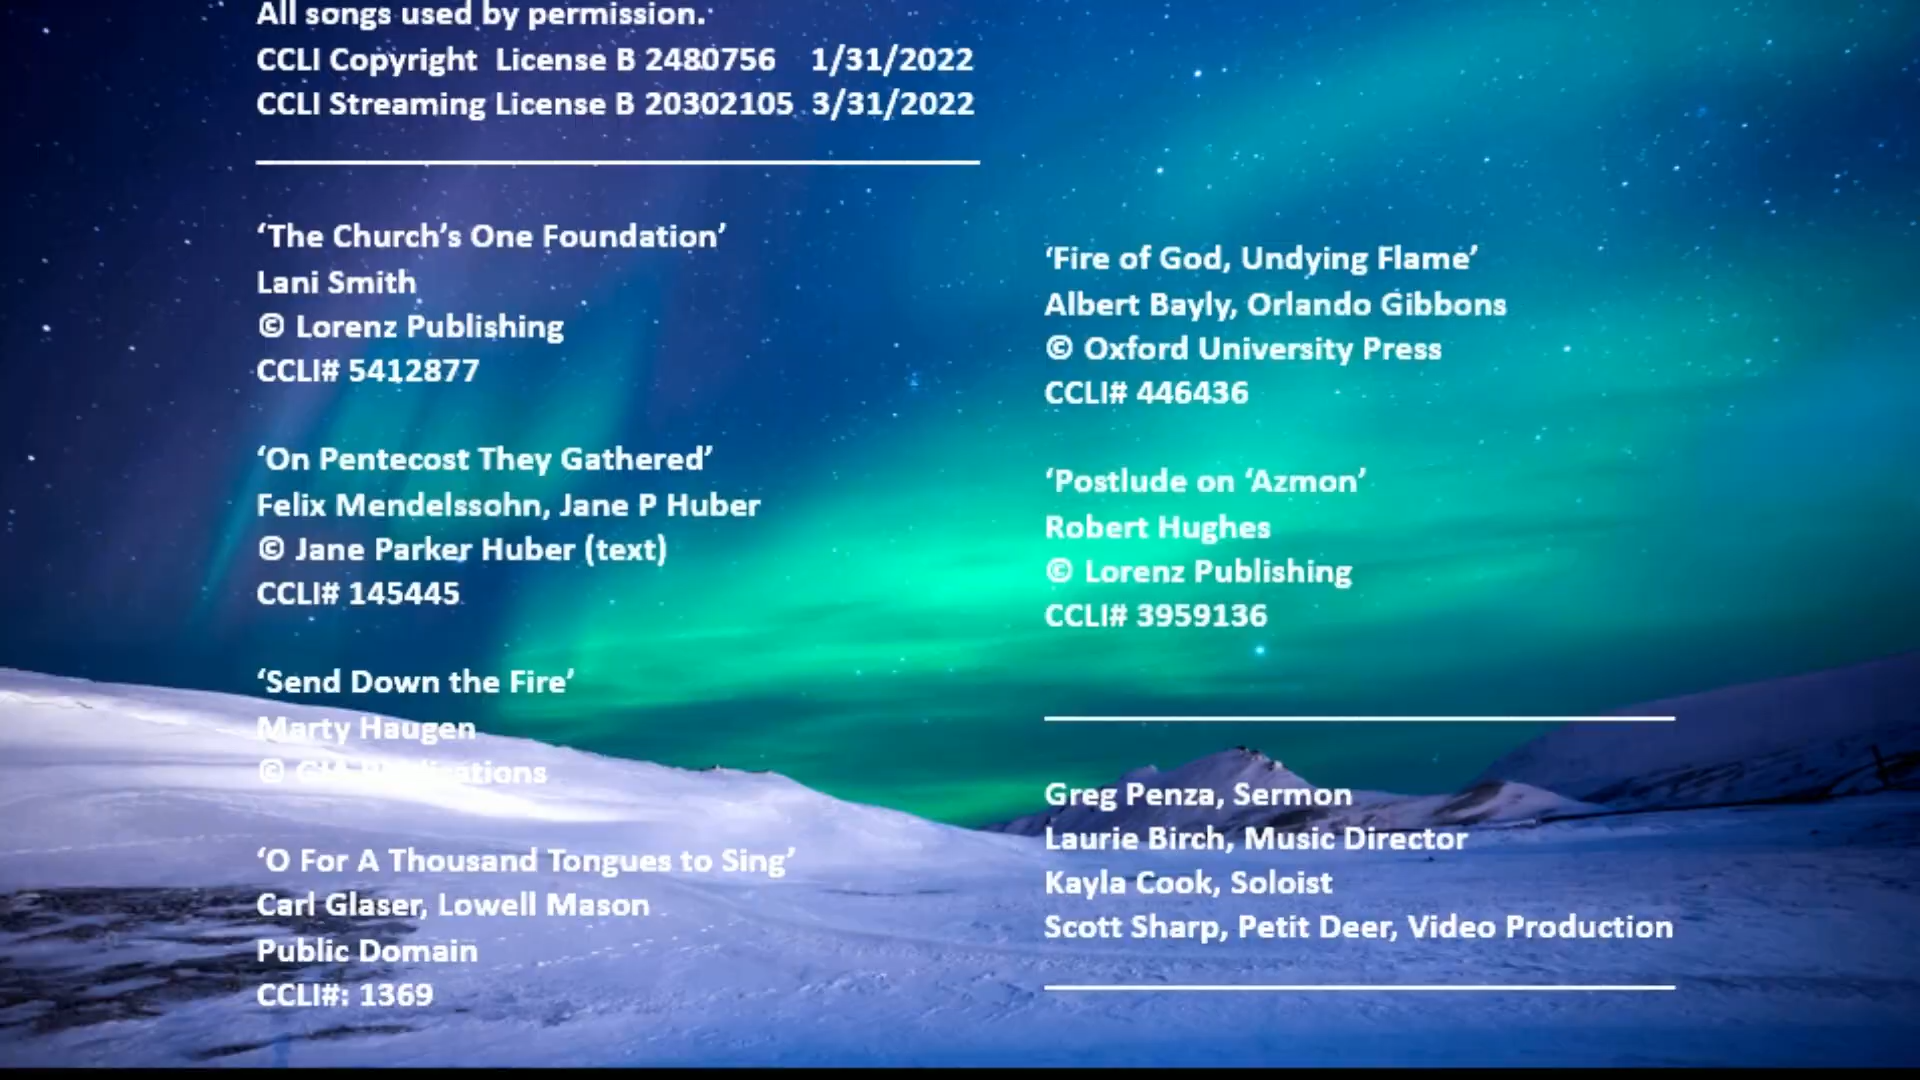 All songs used by permission.
CCLI Copyright License B 2480756 1/31/2022
CCLI Streaming License B 20302105 3/31/2022
‘The Church’s One Foundation’
Lani Smith
© Lorenz Publishing
CCLI# 5412877
‘On Pentecost They Gathered’
Felix Mendelssohn, Jane P Huber
© Jane Parker Huber (text)
CCLI# 145445
‘Send Down the Fire’
Marty Haugen
© GIA Publications
‘O For A Thousand Tongues to Sing’
Carl Glaser, Lowell Mason
Public Domain
CCLI#: 1369
‘Fire of God, Undying Flame’
Albert Bayly, Orlando Gibbons
© Oxford University Press
CCLI# 446436
‘Postlude on ‘Azmon’
Robert Hughes
© Lorenz Publishing
CCLI# 3959136
Greg Penza, Sermon
Laurie Birch, Music Director
Kayla Cook, Soloist
Scott Sharp, Petit Deer, Video Production